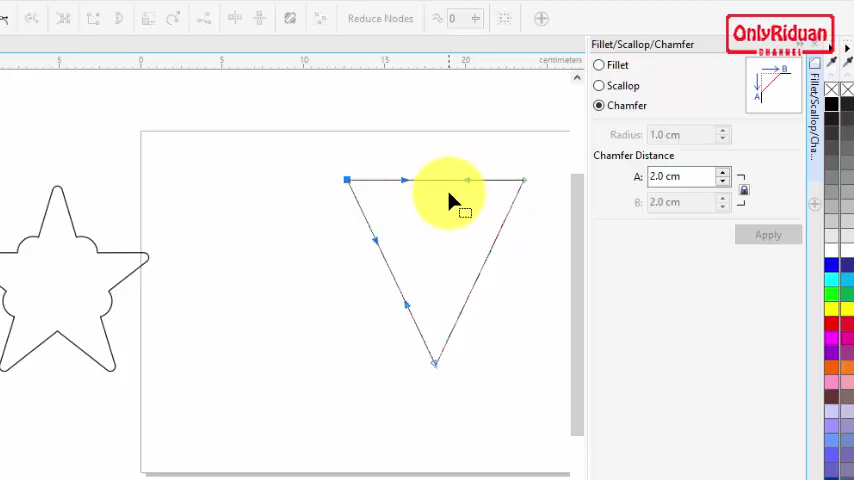 Reduce Nodes
0
OnlyRiduan
CHANNEL
Fillet/Scallop/Chamfer
5
0
5
10
15
20
centimeters
Fillet
Scallop
Chamfer
B
A
Radius: 1.0 cm
Chamfer Distance
A: 2.0 cm
B: 2.0 cm
Apply
Fillet/Scallop/Cha...